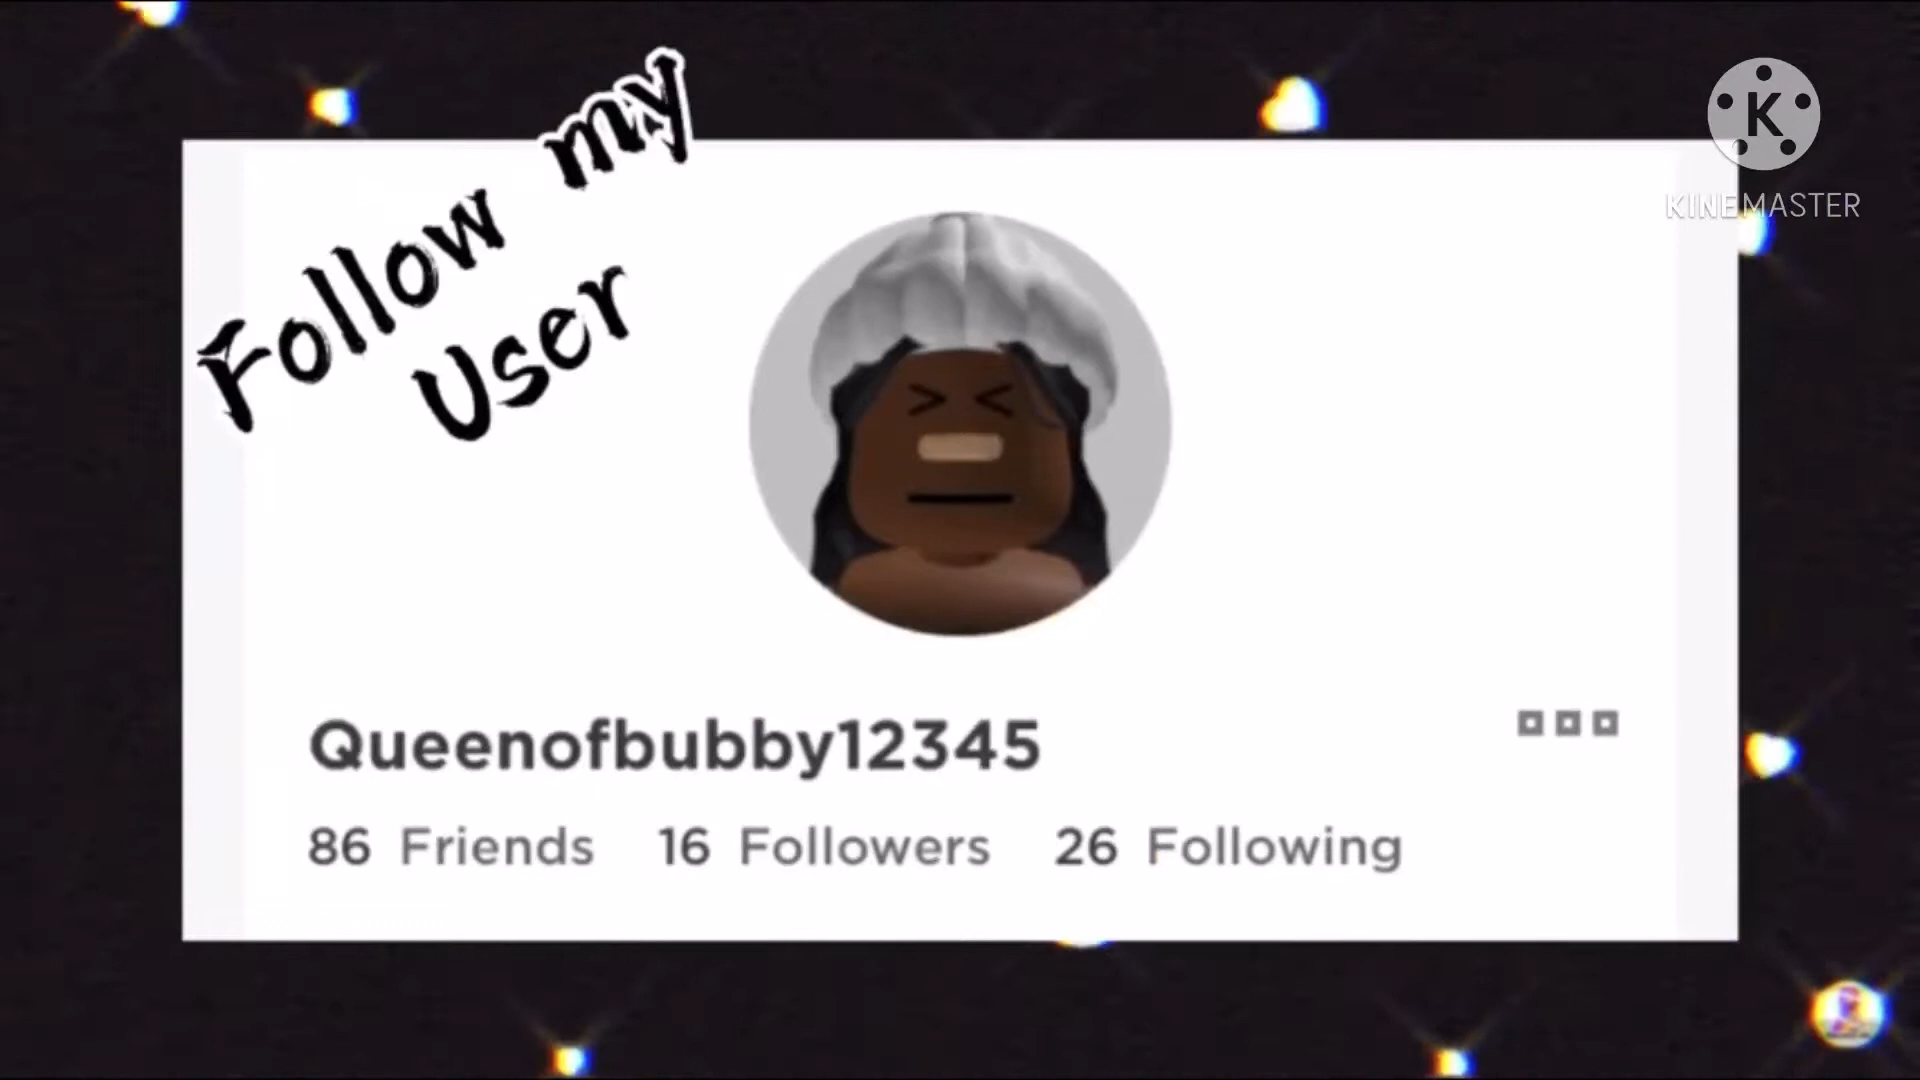 Follow my
User
K
KINEMASTER
Queenofbubby12345
86 Friends 16 Followers 26 Following